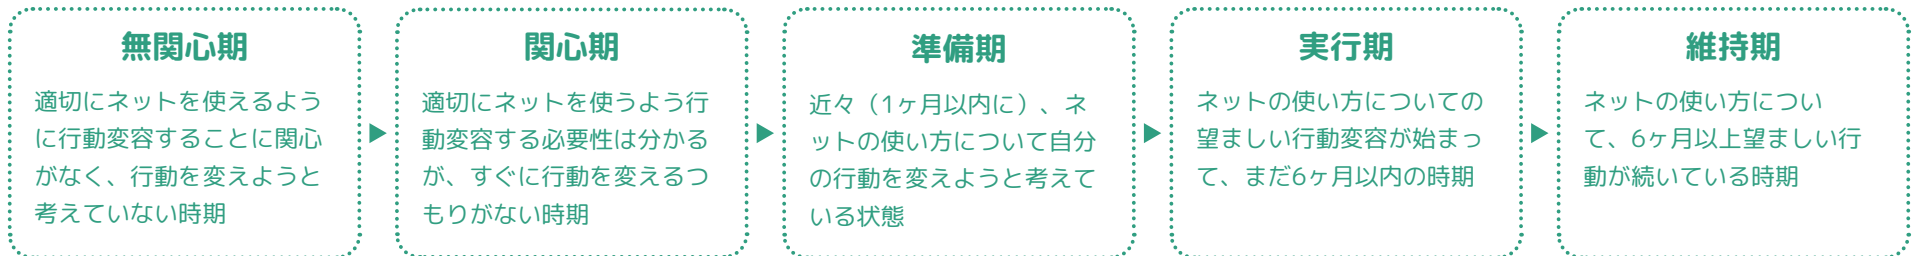 無関心期
適切にネットを使えるよう
に行動変容することに関心
がなく、行動を変えようと
考えていない時期
関心期
適切にネットを使うよう行
動変容する必要性は分かる
が、すぐに行動を変えるつ
もりがない時期
準備期
近々（1ヶ月以内に）、ネ
ットの使い方について自分
の行動を変えようと考えて
いる状態
実行期
ネットの使い方についての
望ましい行動変容が始まっ
て、まだ6ヶ月以内の時期
維持期
ネットの使い方につい
て、6ヶ月以上望ましい行
動が続いている時期